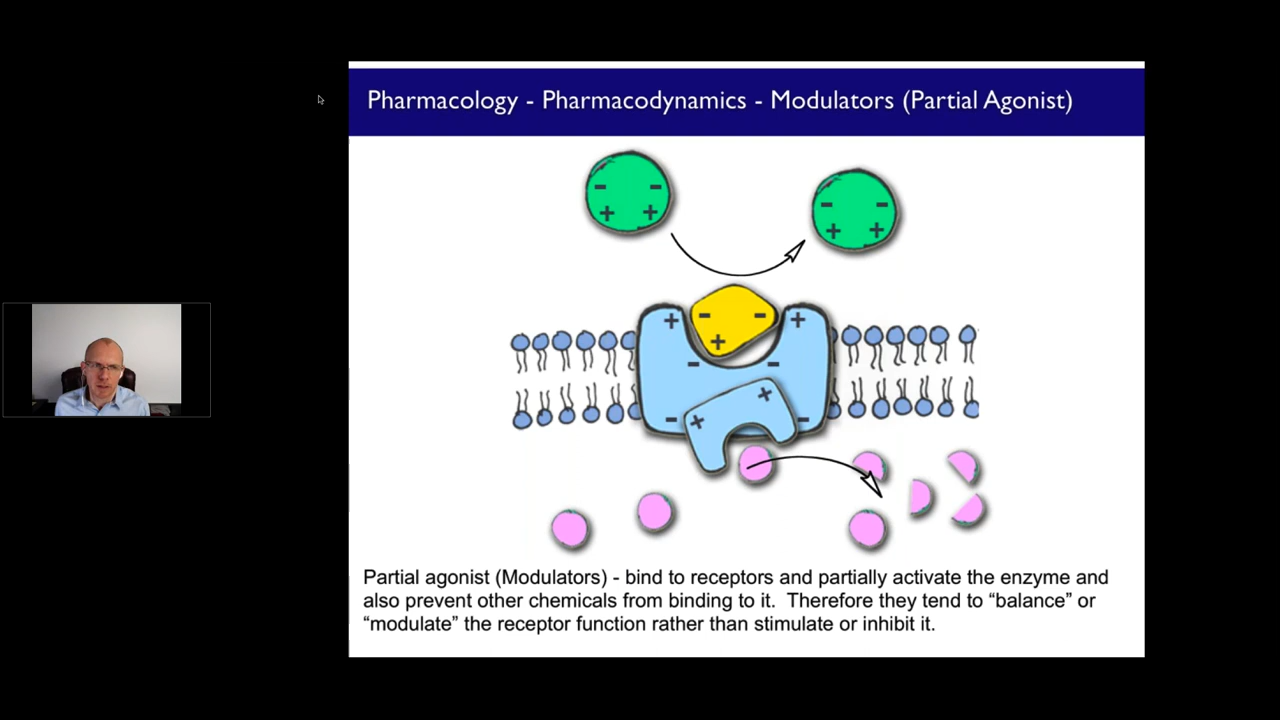 Pharmacology - Pharmacodynamics - Modulators (Partial Agonist)
- -
+ +
- -
+ +
+ - - +
+
- -
+
- + -
Partial agonist (Modulators) - bind to receptors and partially activate the enzyme and
also prevent other chemicals from binding to it.  Therefore they tend to “balance” or
“modulate” the receptor function rather than stimulate or inhibit it.